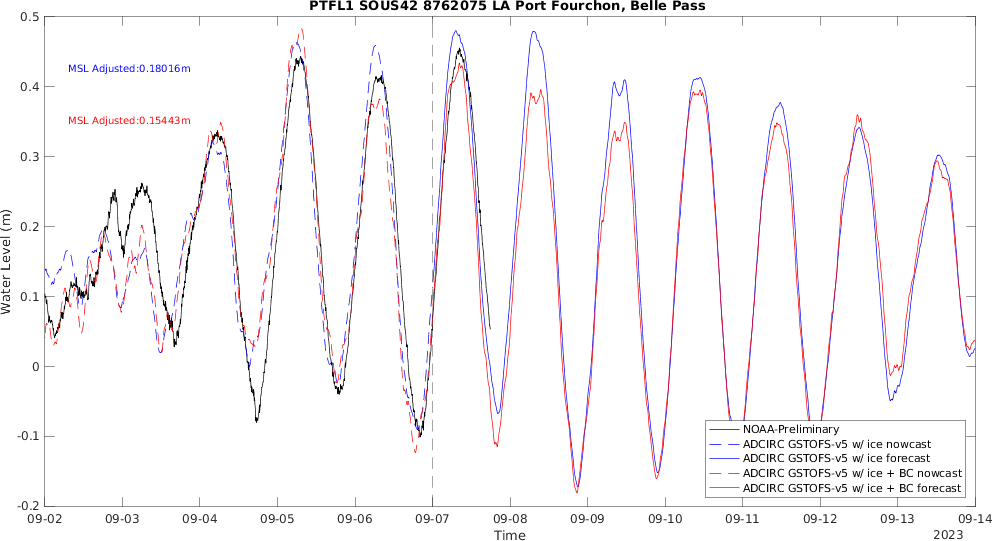 PTFL1 SOUS42 8762075 LA Port Fourchon, Belle Pass
0.5
0.4
0.3
0.2
0.1
0
-0.1
-0.2
Water Level (m)
MSL Adjusted:0.18016m
MSL Adjusted:0.15443m
NOAA-Preliminary
ADCIRC GSTOFS-v5 w/ ice nowcast
ADCIRC GSTOFS-v5 w/ ice forecast
ADCIRC GSTOFS-v5 w/ ice + BC nowcast
ADCIRC GSTOFS-v5 w/ ice + BC forecast
09-02 09-03 09-04 09-05 09-06 09-07 09-08 09-09 09-10 09-11 09-12 09-13 09-14
Time
2023